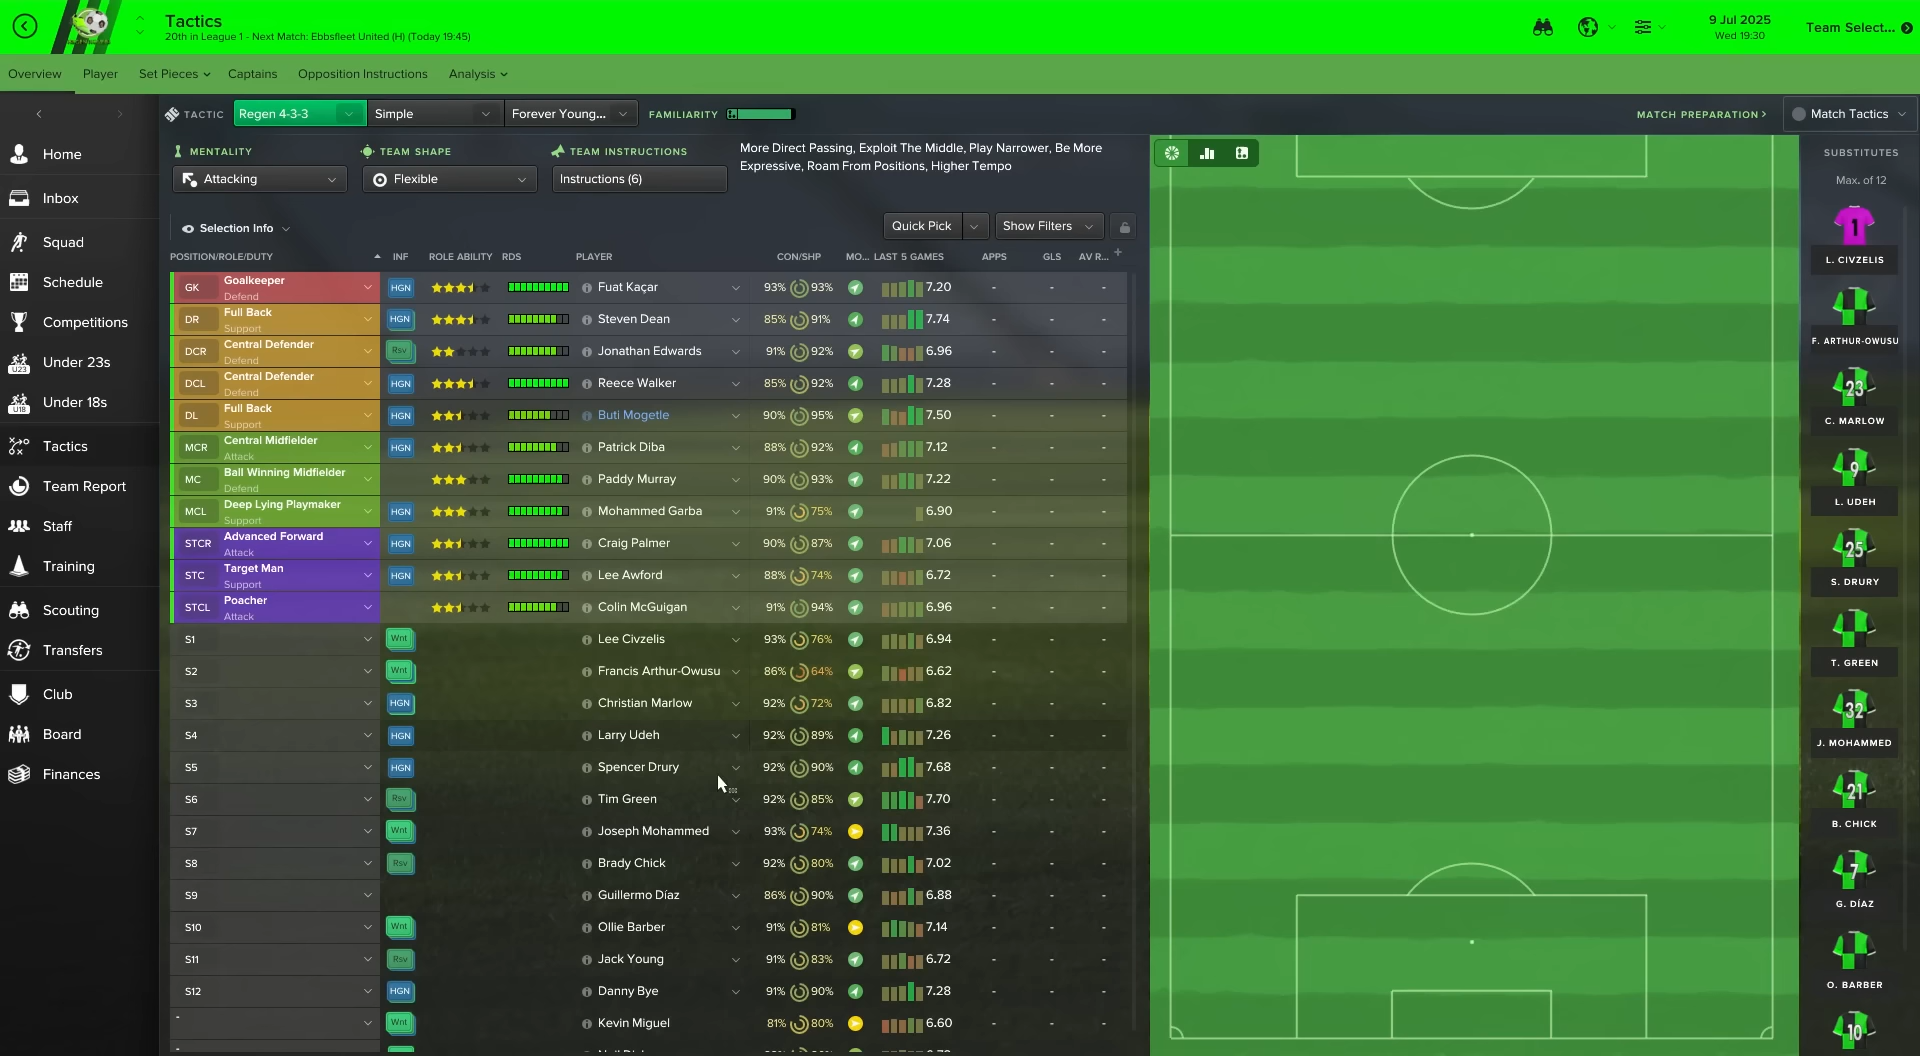 Tactics
20th in League 1 - Next Match: Ebbsfleet United (H) (Today 19:45)
9 Jul 2025
Wed 19:30
Team Select...
Overview
Player
Set Pieces
Captains
Opposition Instructions
Analysis
TACTIC
Regen 4-3-3
Simple
Forever Young...
FAMILIARITY
MATCH PREPARATION >
Match Tactics
MENTALITY
Attacking
TEAM SHAPE
Flexible
TEAM INSTRUCTIONS
Instructions (6)
More Direct Passing, Exploit The Middle, Play Narrower, Be More
Expressive, Roam From Positions, Higher Tempo
Home
Inbox
Squad
Schedule
Competitions
U23
Under 23s
U18
Under 18s
Tactics
Team Report
Staff
Training
Scouting
Transfers
Club
Board
Finances
Selection Info
Quick Pick
Show Filters
POSITION/ROLE/DUTY INF ROLE ABILITY RDS PLAYER CON/SHP MO... LAST 5 GAMES APPS GLS AV R... +
GK Goalkeeper Defend HGN Fuat Kaçar 93% 93% 7.20 - - -
DR Full Back Support HGN Steven Dean 85% 91% 7.74 - - -
DCR Central Defender Defend Rsv Jonathan Edwards 91% 92% 6.96 - - -
DCL Central Defender Defend HGN Reece Walker 85% 92% 7.28 - - -
DL Full Back Support HGN Buti Mogetle 90% 95% 7.50 - - -
MCR Central Midfielder Attack HGN Patrick Diba 88% 92% 7.12 - - -
MC Ball Winning Midfielder Defend Paddy Murray 90% 93% 7.22 - - -
MCL Deep Lying Playmaker Support HGN Mohammed Garba 91% 75% 6.90 - - -
STCR Advanced Forward Attack HGN Craig Palmer 90% 87% 7.06 - - -
STC Target Man Support HGN Lee Awford 88% 74% 6.72 - - -
STCL Poacher Attack Colin McGuigan 91% 94% 6.96 - - -
S1 Wnt Lee Civzelis 93% 76% 6.94 - - -
S2 Wnt Francis Arthur-Owusu 86% 64% 6.62 - - -
S3 HGN Christian Marlow 92% 72% 6.82 - - -
S4 HGN Larry Udeh 92% 89% 7.26 - - -
S5 HGN Spencer Drury 92% 90% 7.68 - - -
S6 Rsv Tim Green 92% 85% 7.70 - - -
S7 Wnt Joseph Mohammed 93% 74% 7.36 - - -
S8 Rsv Brady Chick 92% 80% 7.02 - - -
S9 Guillermo Díaz 86% 90% 6.88 - - -
S10 Wnt Ollie Barber 91% 81% 7.14 - - -
S11 Rsv Jack Young 91% 83% 6.72 - - -
S12 HGN Danny Bye 91% 90% 7.28 - - -
- Wnt Kevin Miguel 81% 80% 6.60 - - -
SUBSTITUTES
Max. of 12
1
L. CIVZELIS
F. ARTHUR-OWUSU
23
C. MARLOW
9
L. UDEH
25
S. DRURY
T. GREEN
32
J. MOHAMMED
21
B. CHICK
7
G. DÍAZ
O. BARBER
10